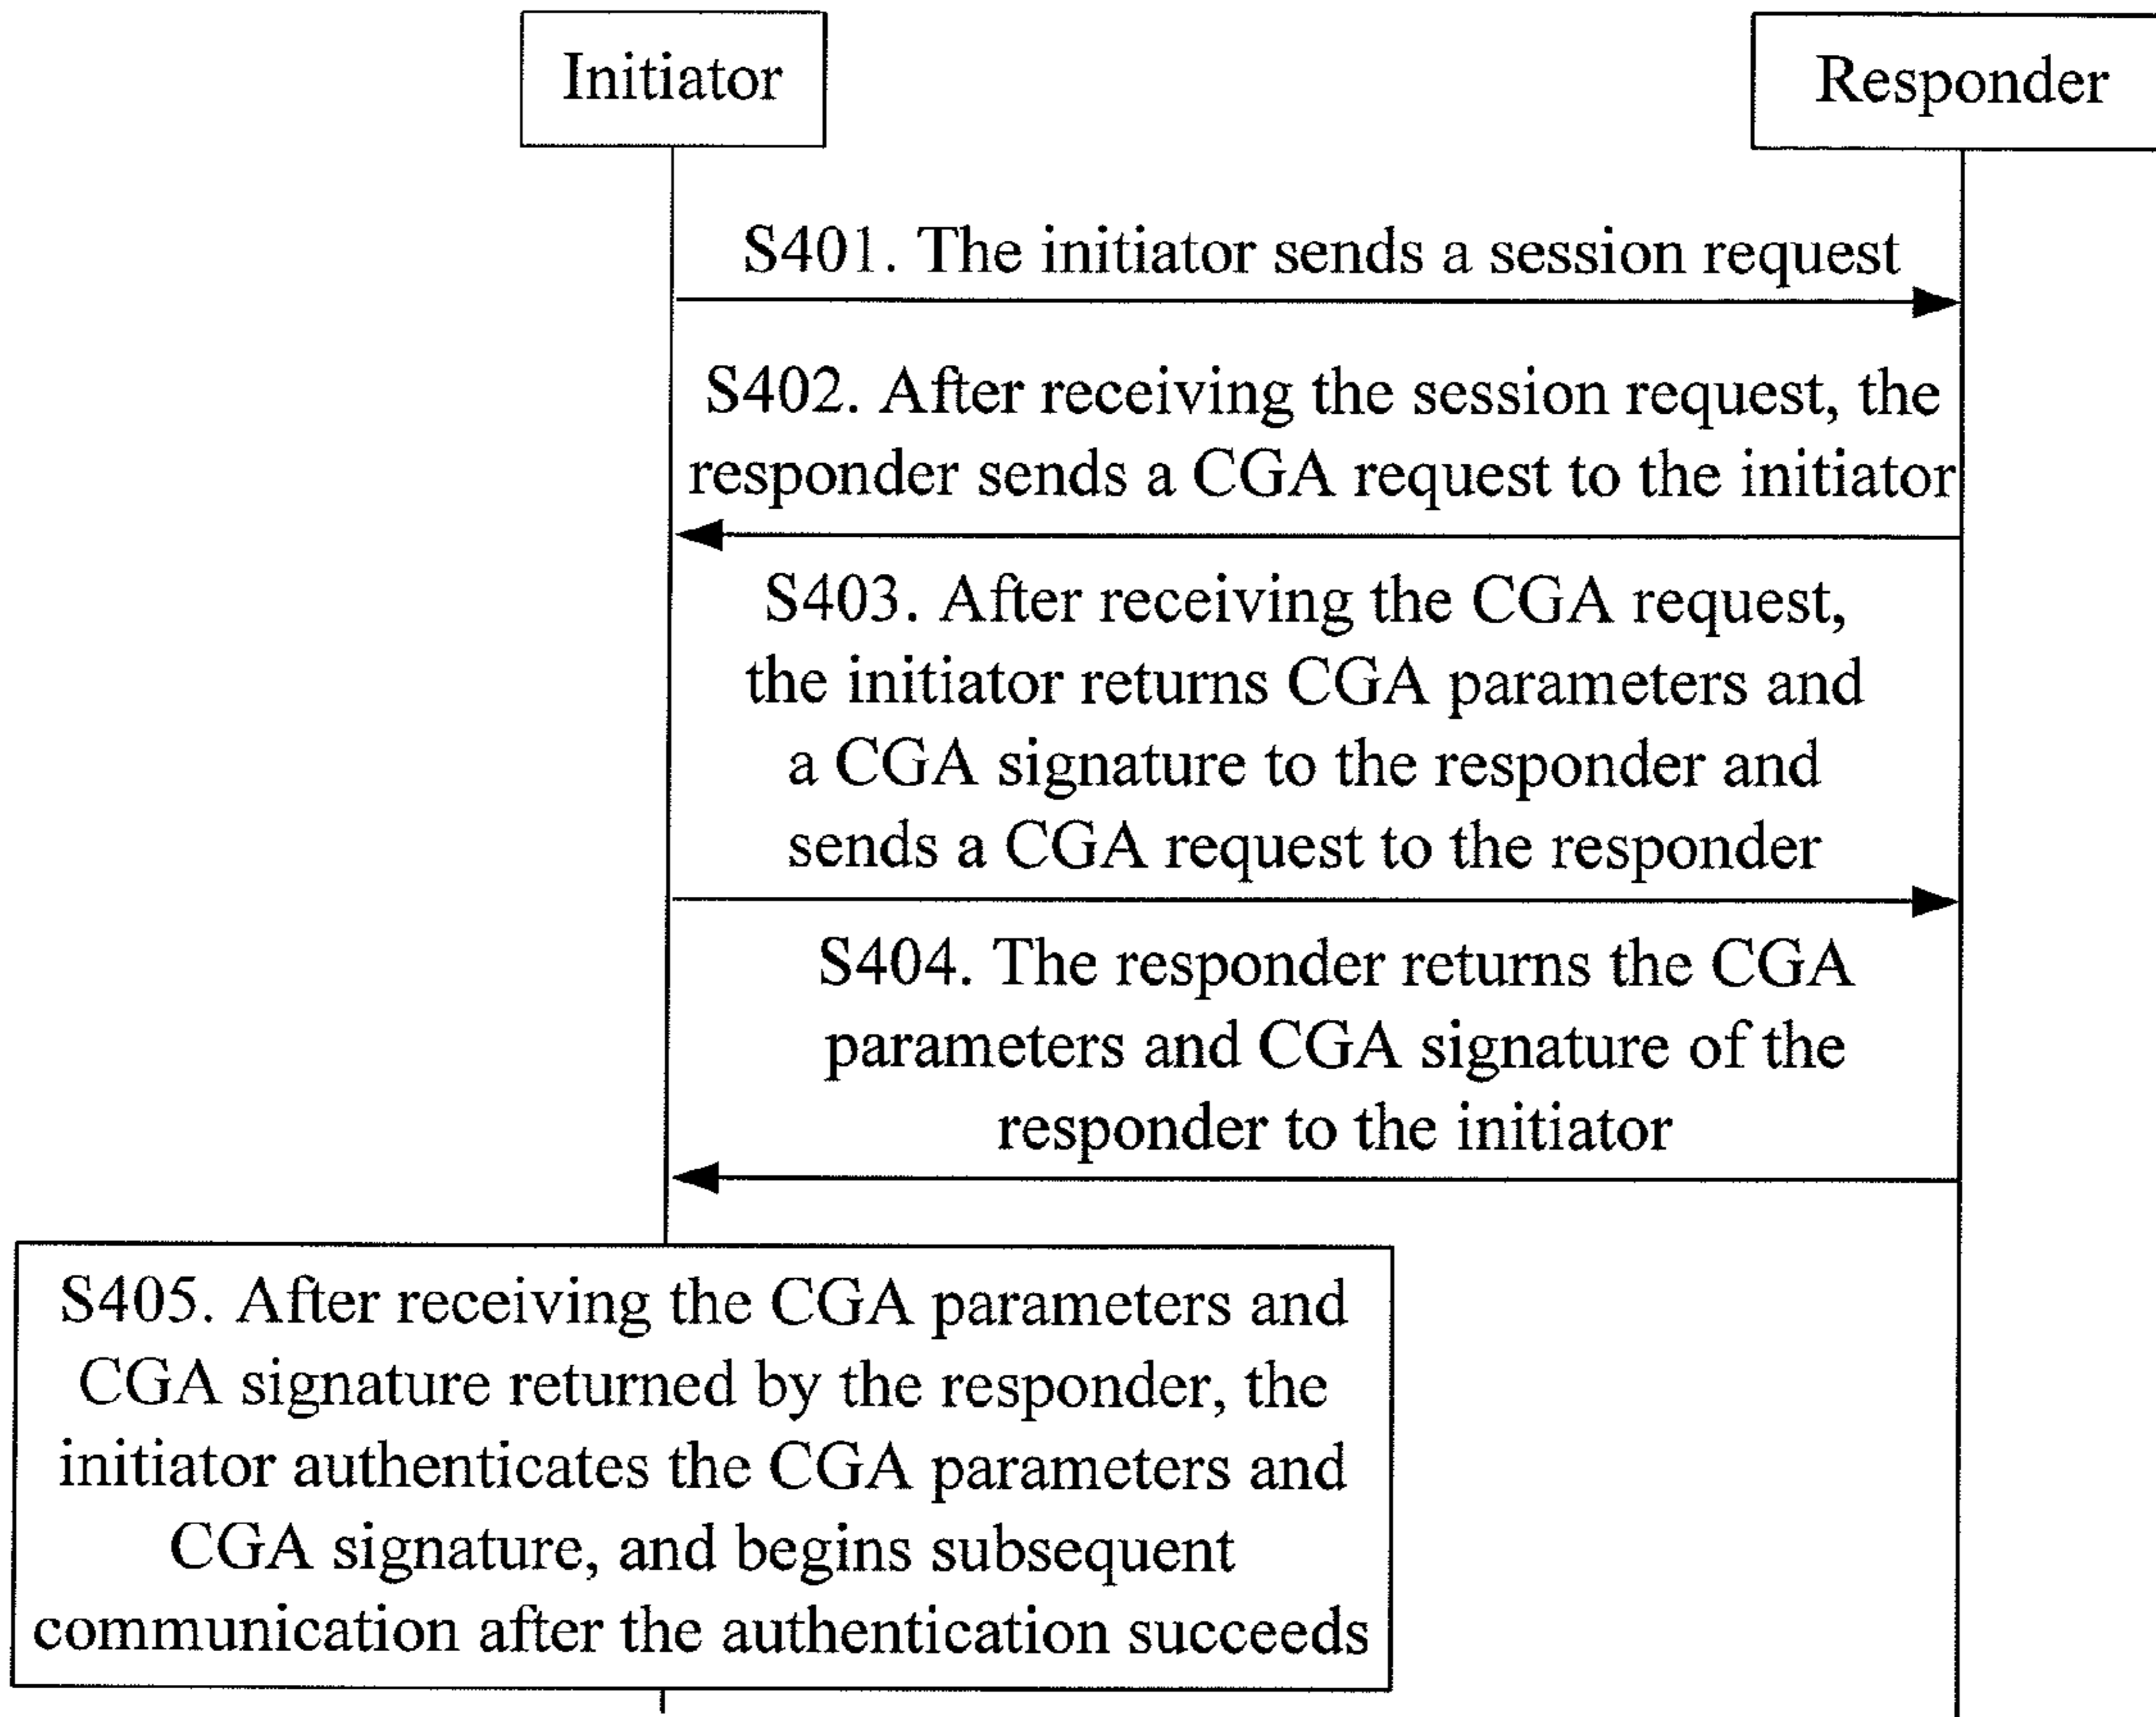 Initiator
Responder
S401. The initiator sends a session request
S402. After receiving the session request, the
responder sends a CGA request to the initiator
S403. After receiving the CGA request,
the initiator returns CGA parameters and
a CGA signature to the responder and
sends a CGA request to the responder
S404. The responder returns the CGA
parameters and CGA signature of the
responder to the initiator
S405. After receiving the CGA parameters and
CGA signature returned by the responder, the
initiator authenticates the CGA parameters and
CGA signature, and begins subsequent
communication after the authentication succeeds